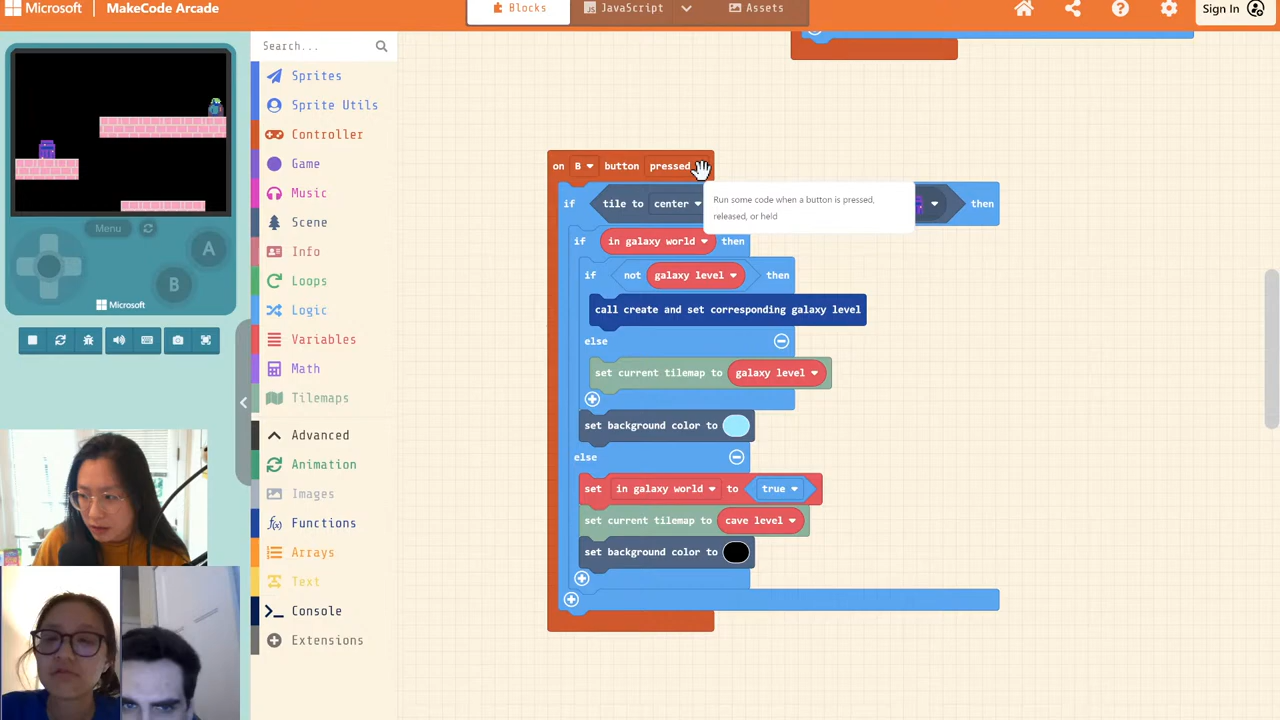 Microsoft
MakeCode Arcade
Blocks
JavaScript
Assets
Sign In
Search...
Menu
A
B
Microsoft
Sprites
Sprite Utils
Controller
Game
Music
Scene
Info
Loops
Logic
Variables
Math
Tilemaps
Advanced
Animation
Images
Functions
Arrays
Text
Console
Extensions
on B button pressed
Run some code when a button is pressed,
released, or held
if tile to center then
if in galaxy world then
if not galaxy level then
call create and set corresponding galaxy level
else
set current tilemap to galaxy level
set background color to
else
set in galaxy world to true
set current tilemap to cave level
set background color to